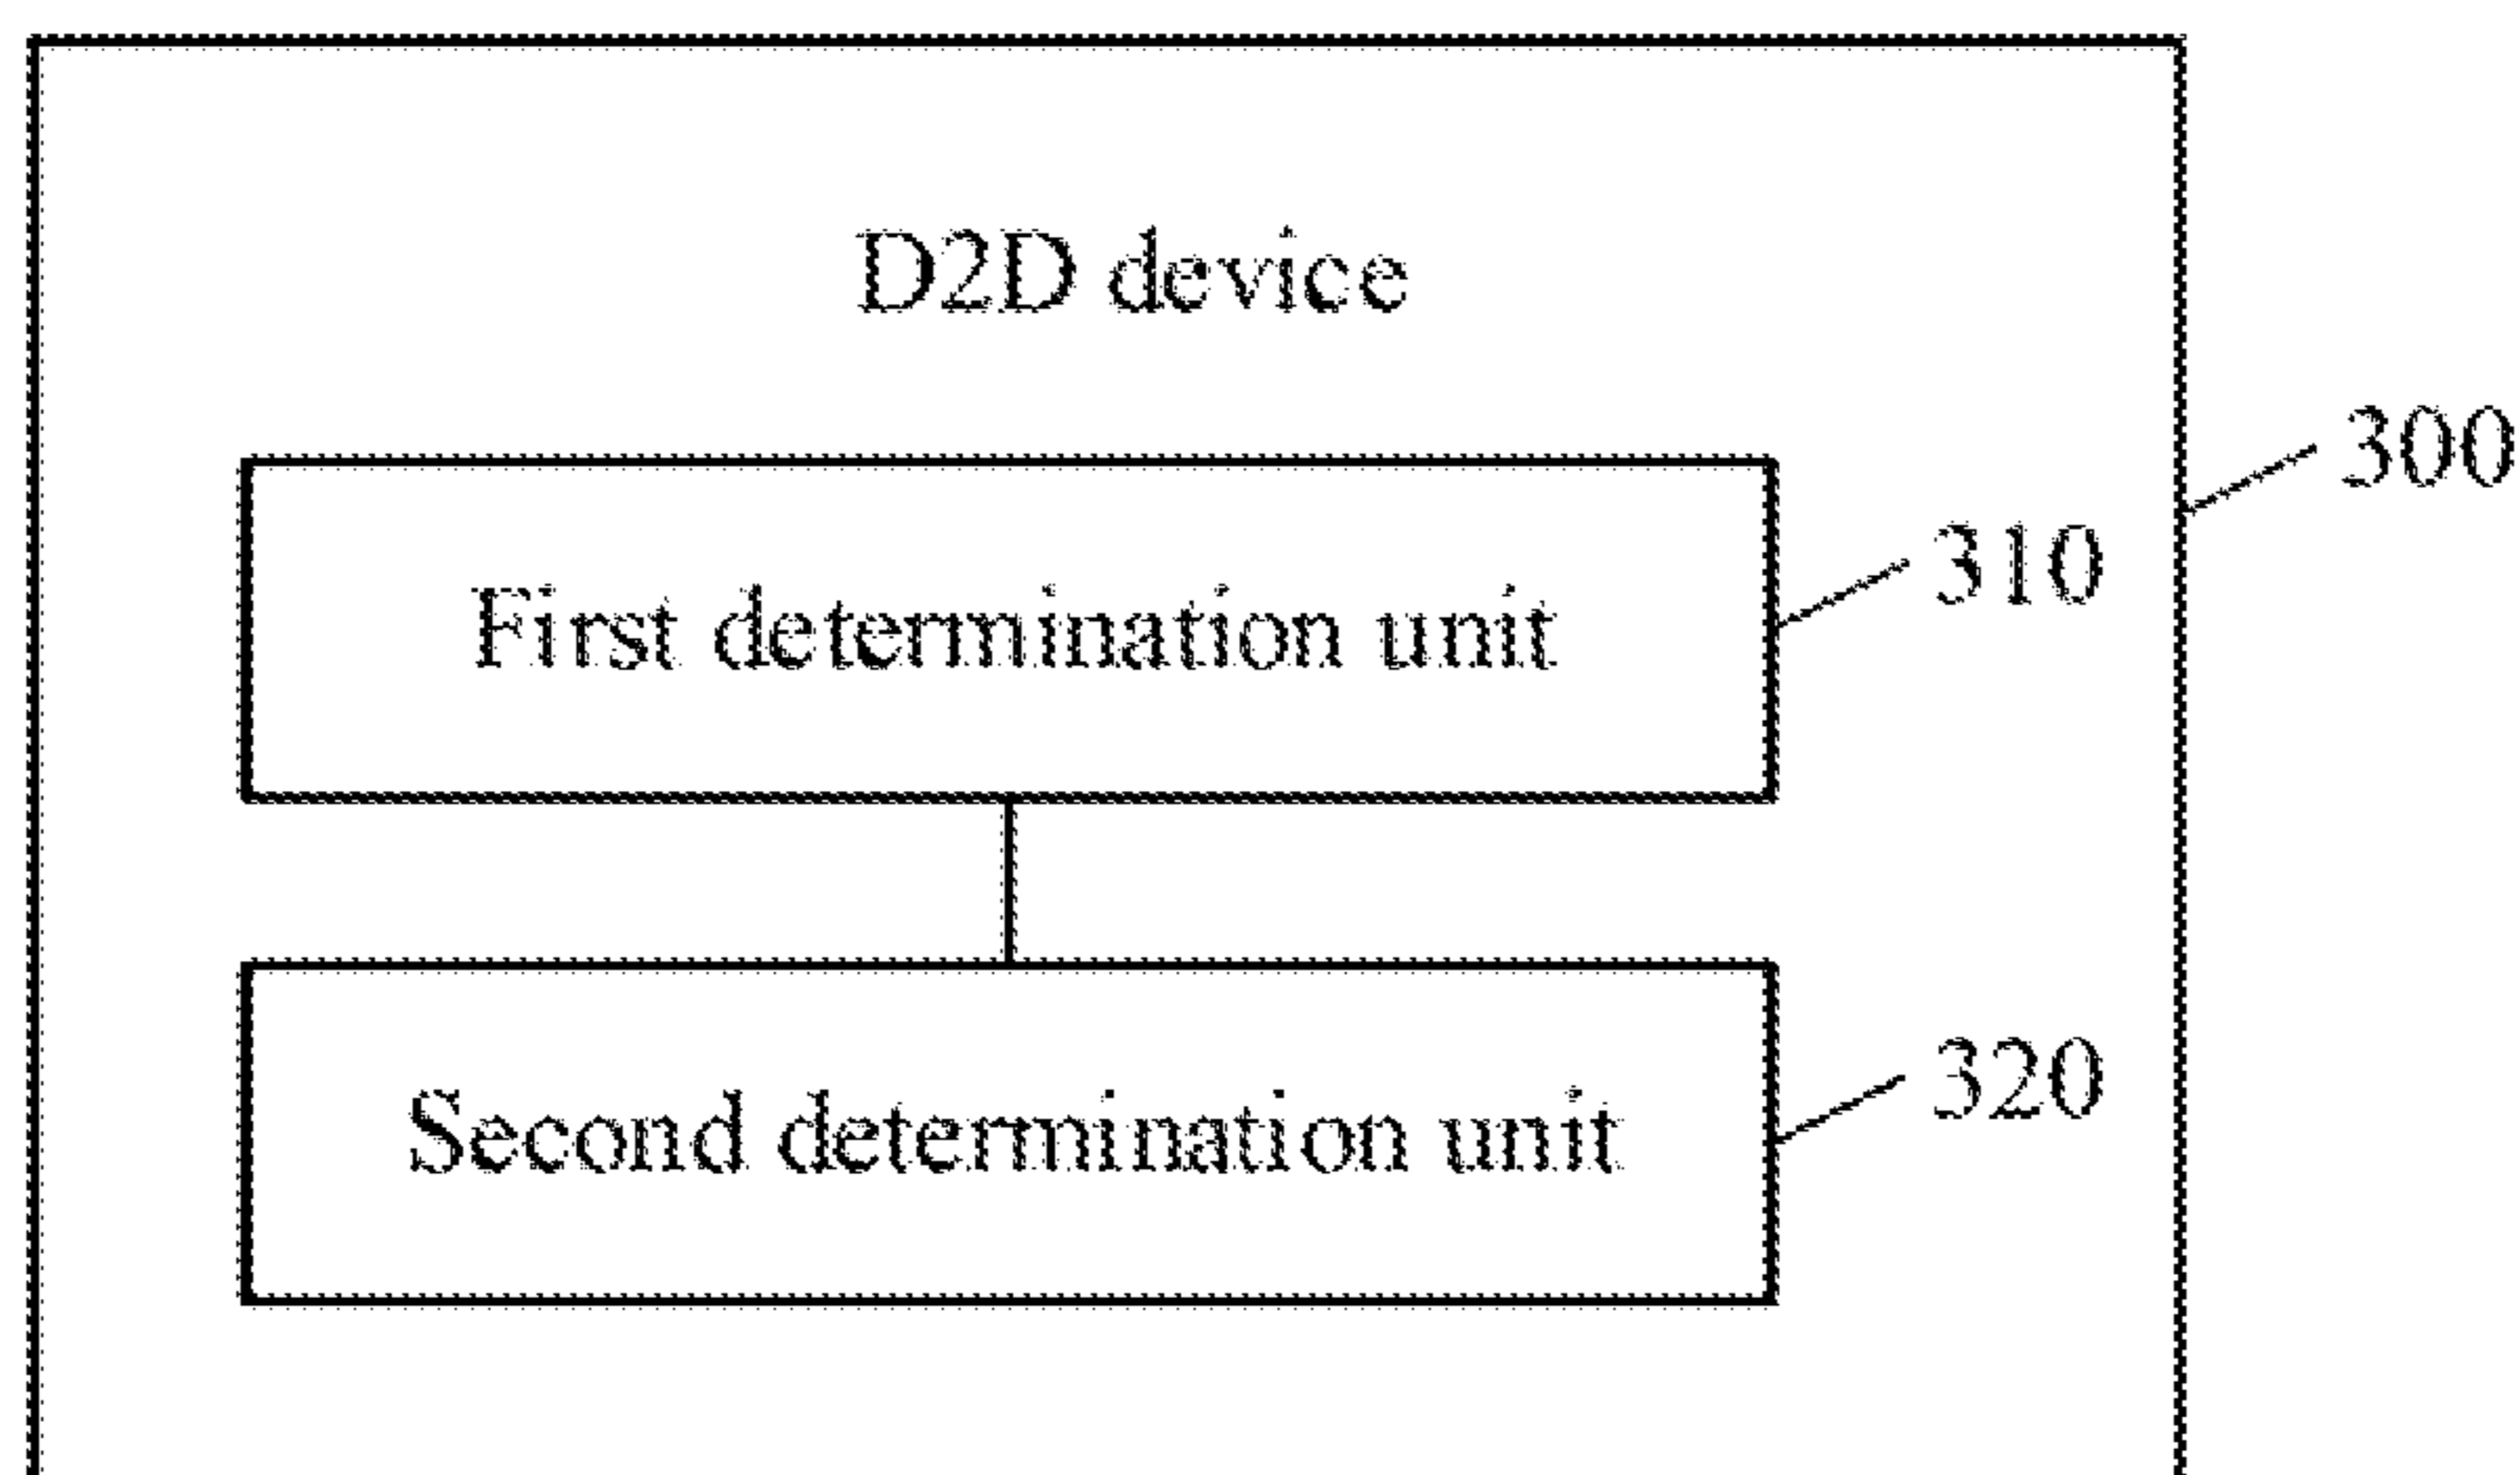 D2D device
300
310
First determination unit
320
Second determination unit